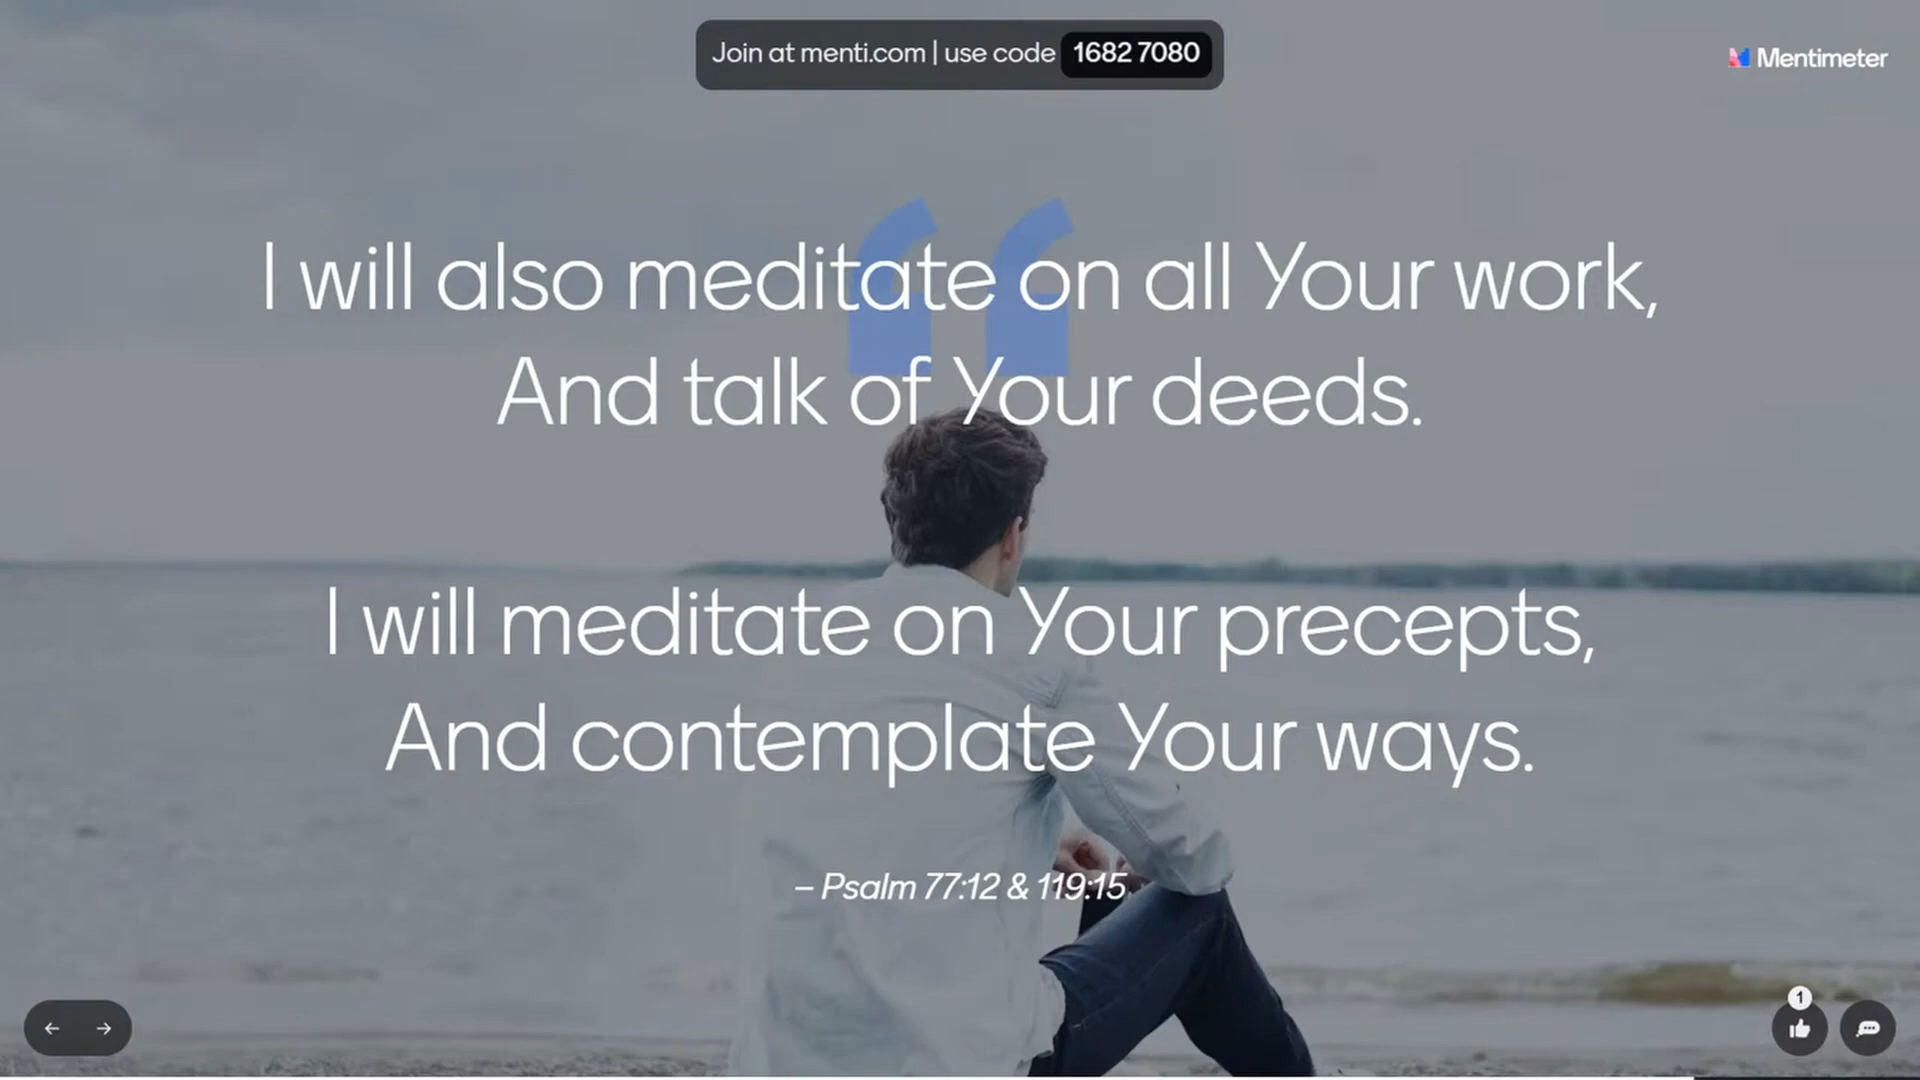 Join at menti.com | use code 1682 7080
Mentimeter
I will also meditate on all Your work,
And talk of Your deeds.
I will meditate on Your precepts,
And contemplate Your ways.
– Psalm 77:12 & 119:15
1